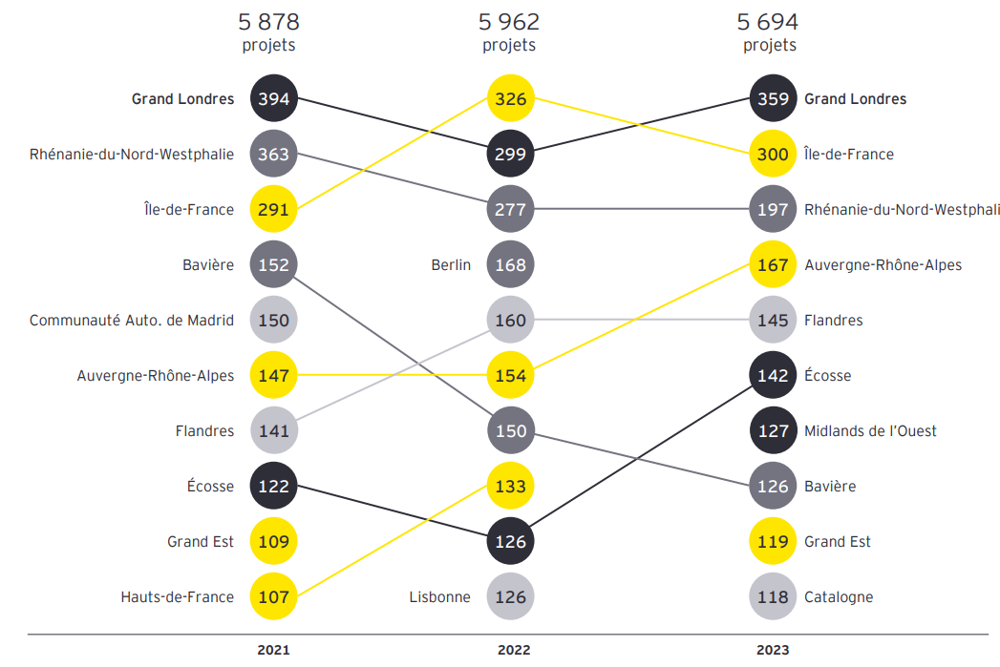 5 878 5 962 5 694
projets projets projets
Grand Londres 394 326 359 Grand Londres
Rhénanie-du-Nord-Westphalie 363 299 300 Île-de-France
Île-de-France 291 277 197 Rhénanie-du-Nord-Westphali
Bavière 152 Berlin 168 167 Auvergne-Rhône-Alpes
Communauté Auto. de Madrid 150 160 145 Flandres
Auvergne-Rhône-Alpes 147 154 142 Écosse
Flandres 141 150 127 Midlands de l'Ouest
Écosse 122 133 126 Bavière
Grand Est 109 126 119 Grand Est
Hauts-de-France 107 Lisbonne 126 118 Catalogne
2021 2022 2023